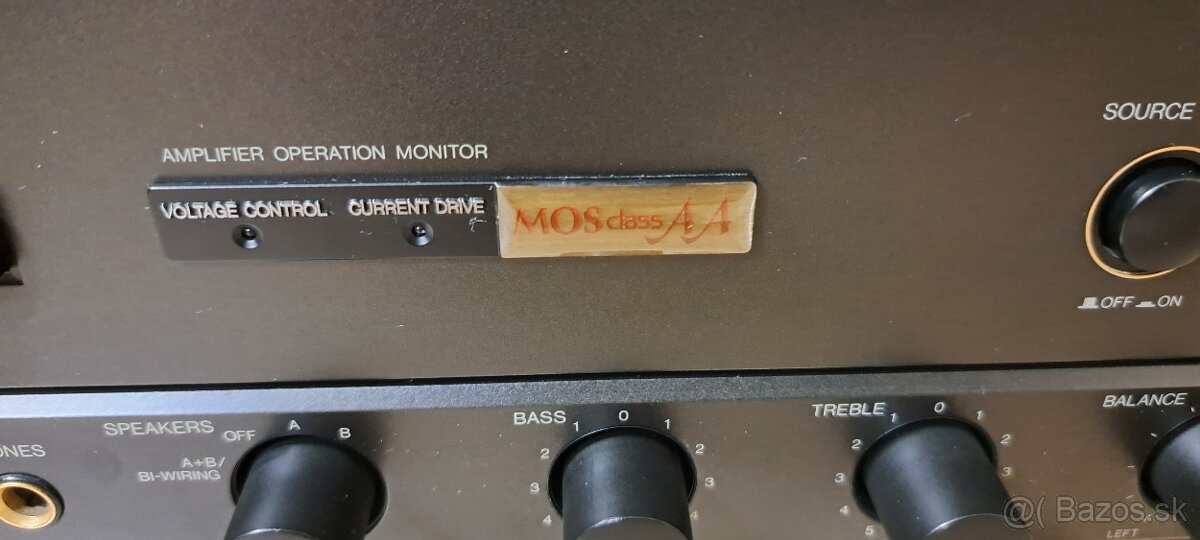 SOURCE
AMPLIFIER OPERATION MONITOR
VOLTAGE CONTROL CURRENT DRIVE MOS class AA
OFF ON
SPEAKERS OFF A B
A+B/
BI-WIRING
BASS 1 0 1
2 2
3 3
4 4
TREBLE 1 0 1
2 2
3 3
4
5
BALANCE
LEFT
ONES
@( Bazos.sk